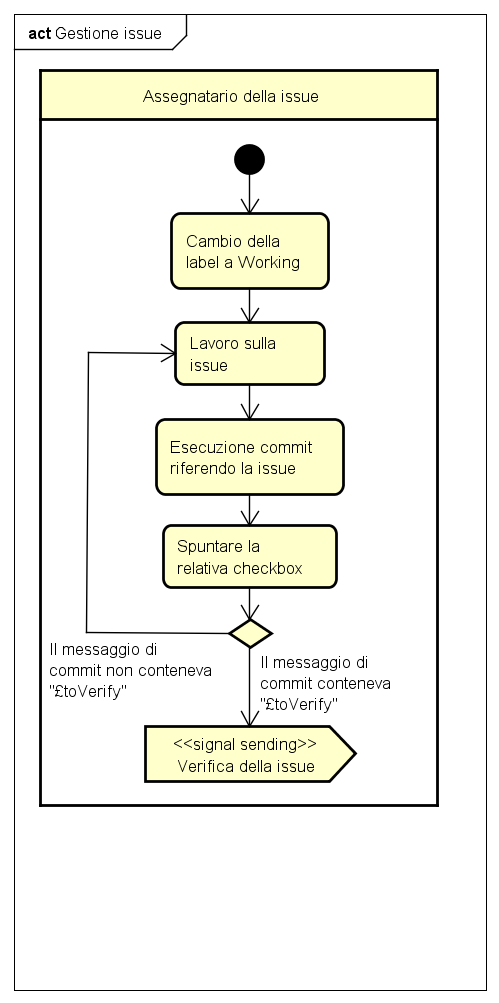 act Gestione issue
Assegnatario della issue
Cambio della
label a Working
Lavoro sulla
issue
Esecuzione commit
riferendo la issue
Spuntare la
relativa checkbox
Il messaggio di
commit non conteneva
"£toVerify"
Il messaggio di
commit conteneva
"£toVerify"
<<signal sending>>
Verifica della issue